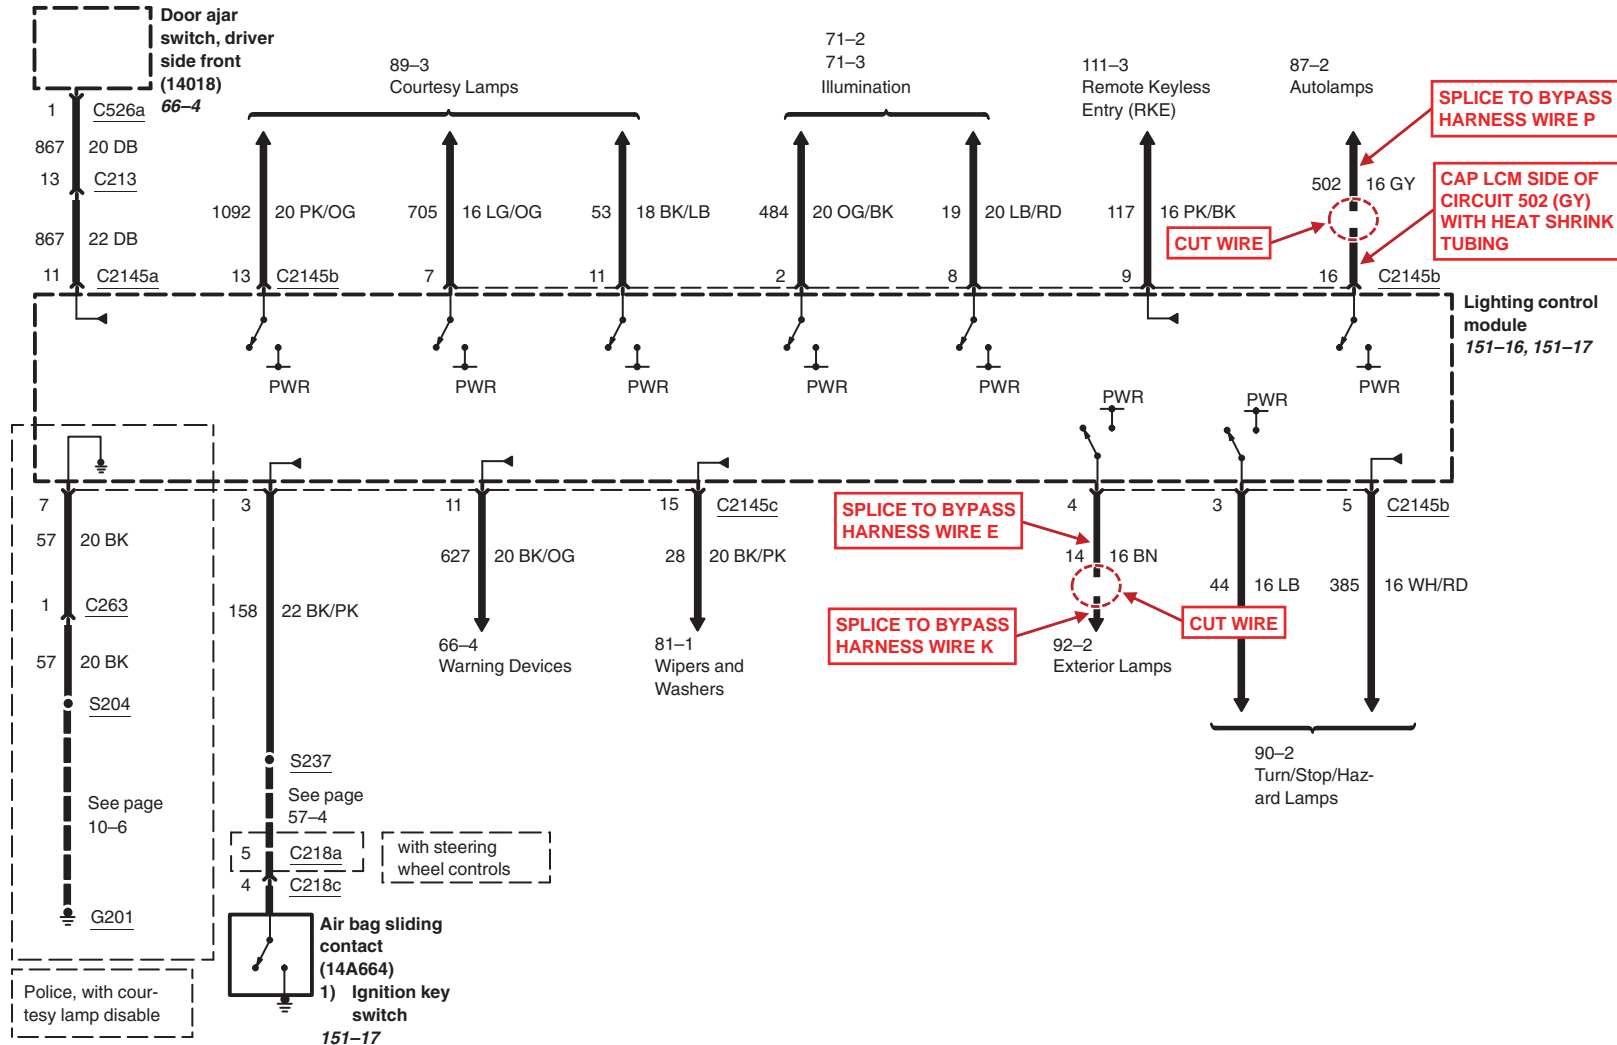 Door ajar
switch, driver
side front
(14018)
66–4
89–3
Courtesy Lamps
71–2
71–3
Illumination
111–3
Remote Keyless
Entry (RKE)
87–2
Autolamps
SPLICE TO BYPASS
HARNESS WIRE P
1 C526a
867 20 DB
13 C213
867 22 DB
11 C2145a
1092 20 PK/OG
13 C2145b
705 16 LG/OG
7
53 18 BK/LB
11
484 20 OG/BK
2
19 20 LB/RD
8
117 16 PK/BK
9
502 16 GY
CUT WIRE
CAP LCM SIDE OF
CIRCUIT 502 (GY)
WITH HEAT SHRINK
TUBING
16 C2145b
Lighting control
module
151–16, 151–17
PWR
PWR
PWR
PWR
PWR
PWR
PWR
PWR
7
57 20 BK
1 C263
57 20 BK
S204
See page
10–6
G201
Police, with cour-
tesy lamp disable
3
158 22 BK/PK
S237
See page
57–4
5 C218a
4 C218c
with steering
wheel controls
Air bag sliding
contact
(14A664)
1) Ignition key
switch
151–17
11
627 20 BK/OG
66–4
Warning Devices
15 C2145c
28 20 BK/PK
81–1
Wipers and
Washers
SPLICE TO BYPASS
HARNESS WIRE E
4
14 16 BN
SPLICE TO BYPASS
HARNESS WIRE K
CUT WIRE
92–2
Exterior Lamps
3
44 16 LB
5 C2145b
385 16 WH/RD
90–2
Turn/Stop/Haz-
ard Lamps